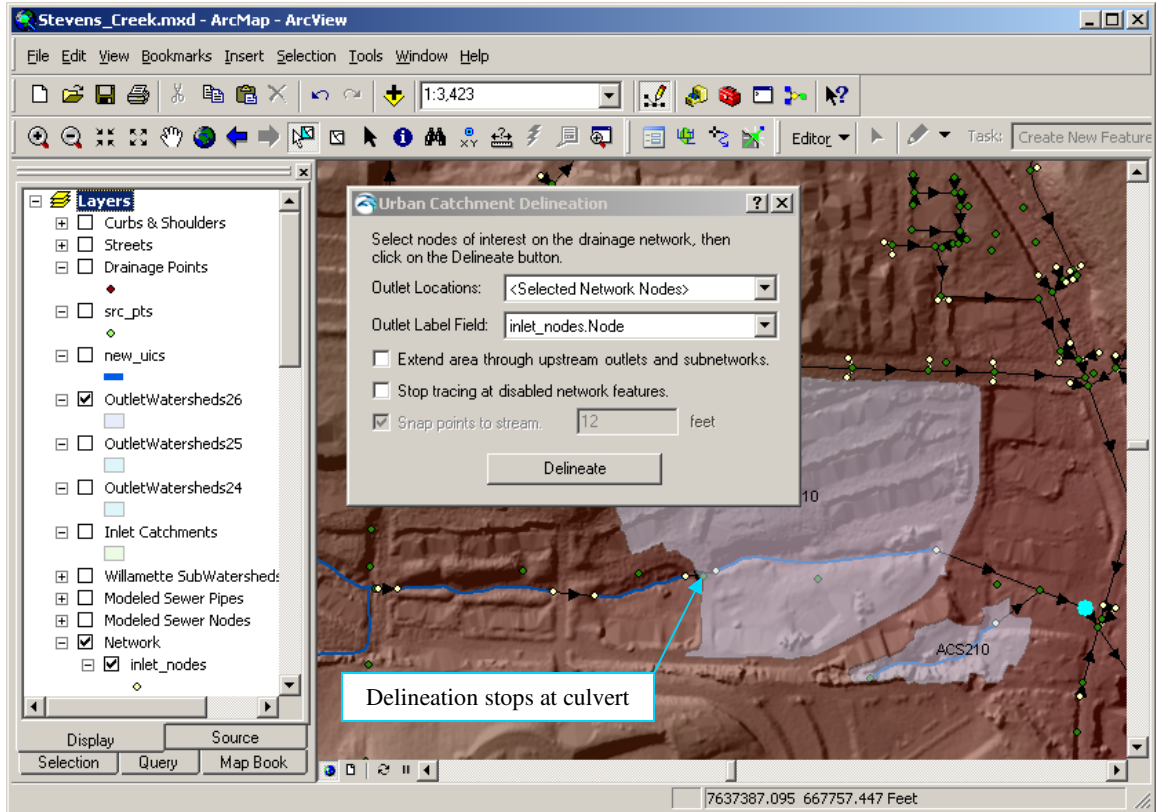 Stevens_Creek.mxd - ArcMap - ArcView
File Edit View Bookmarks Insert Selection Tools Window Help
1:3,423
Editor
Task: Create New Feature
Layers
Curbs & Shoulders
Streets
Drainage Points
src_pts
new_uics
OutletWatersheds26
OutletWatersheds25
OutletWatersheds24
Inlet Catchments
Willamette SubWatersheds
Modeled Sewer Pipes
Modeled Sewer Nodes
Network
inlet_nodes
Display Source
Selection Query Map Book
Urban Catchment Delineation
Select nodes of interest on the drainage network, then
click on the Delineate button.
Outlet Locations: <Selected Network Nodes>
Outlet Label Field: inlet_nodes.Node
Extend area through upstream outlets and subnetworks.
Stop tracing at disabled network features.
Snap points to stream. 12 feet
Delineate
10
ACS210
Delineation stops at culvert
7637387.095 667757.447 Feet